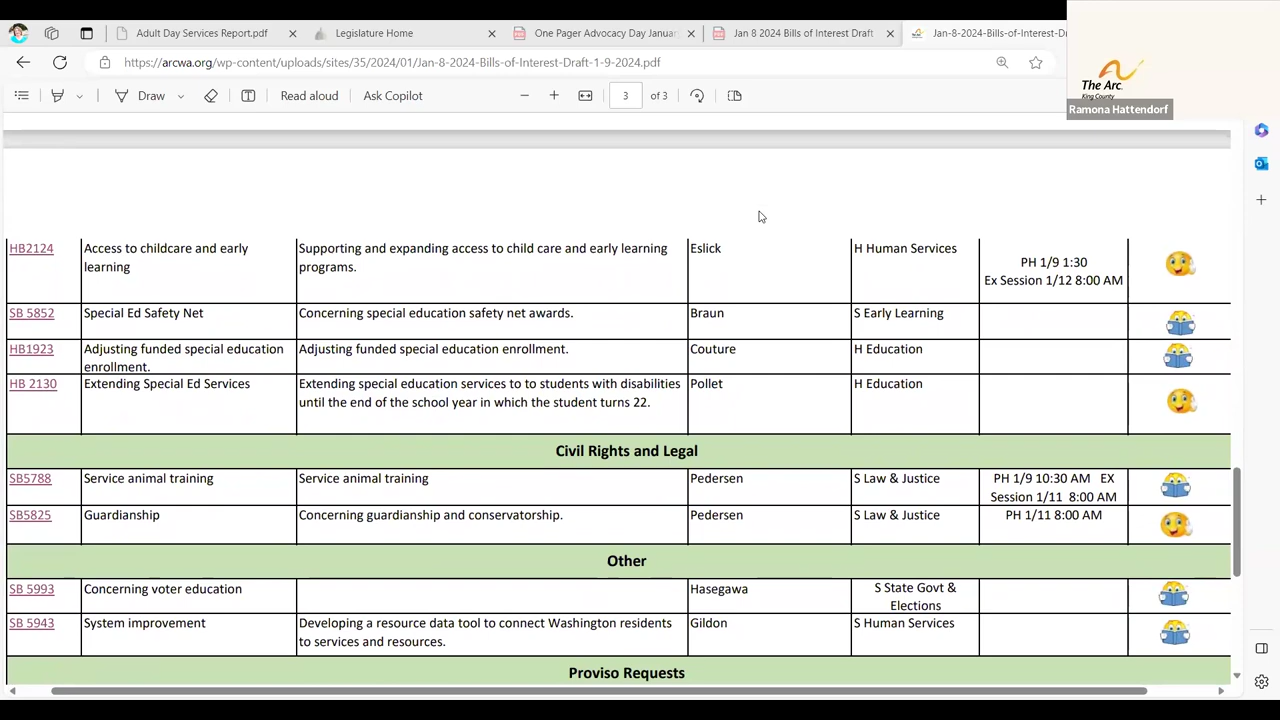 Adult Day Services Report.pdf
Legislature Home
One Pager Advocacy Day Januar
Jan 8 2024 Bills of Interest Draft
Jan-8-2024-Bills-of-Interest-D
https://arcwa.org/wp-content/uploads/sites/35/2024/01/Jan-8-2024-Bills-of-Interest-Draft-1-9-2024.pdf
The Arc
King County
Ramona Hattendorf
Draw
Read aloud
Ask Copilot
3
of 3
HB2124
Access to childcare and early
learning
Supporting and expanding access to child care and early learning
programs.
Eslick
H Human Services
PH 1/9 1:30
Ex Session 1/12 8:00 AM
SB 5852
Special Ed Safety Net
Concerning special education safety net awards.
Braun
S Early Learning
HB1923
Adjusting funded special education
enrollment.
Adjusting funded special education enrollment.
Couture
H Education
HB 2130
Extending Special Ed Services
Extending special education services to to students with disabilities
until the end of the school year in which the student turns 22.
Pollet
H Education
Civil Rights and Legal
SB5788
Service animal training
Service animal training
Pedersen
S Law & Justice
PH 1/9 10:30 AM EX
Session 1/11 8:00 AM
SB5825
Guardianship
Concerning guardianship and conservatorship.
Pedersen
S Law & Justice
PH 1/11 8:00 AM
Other
SB 5993
Concerning voter education
Hasegawa
S State Govt &
Elections
SB 5943
System improvement
Developing a resource data tool to connect Washington residents
to services and resources.
Gildon
S Human Services
Proviso Requests